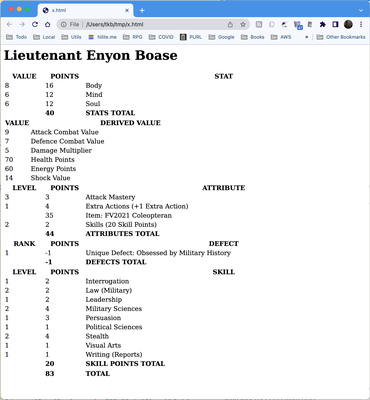 x.html
File | /Users/tkb/tmp/x.html
Todo Local hilite.me RPG COVID PURL Google Books AWS » Other Bookmarks
Lieutenant Enyon Boase
VALUE POINTS STAT
8 16 Body
6 12 Mind
6 12 Soul
40 STATS TOTAL
VALUE DERIVED VALUE
9 Attack Combat Value
7 Defence Combat Value
5 Damage Multiplier
70 Health Points
60 Energy Points
14 Shock Value
LEVEL POINTS ATTRIBUTE
3 3 Attack Mastery
1 4 Extra Actions (+1 Extra Action)
35 Item: FV2021 Coleopteran
2 2 Skills (20 Skill Points)
44 ATTRIBUTES TOTAL
RANK POINTS DEFECT
1 -1 Unique Defect: Obsessed by Military History
-1 DEFECTS TOTAL
LEVEL POINTS SKILL
1 2 Interrogation
2 2 Law (Military)
1 2 Leadership
2 4 Military Sciences
1 3 Persuasion
1 1 Political Sciences
2 4 Stealth
1 1 Visual Arts
1 1 Writing (Reports)
20 SKILL POINTS TOTAL
83 TOTAL